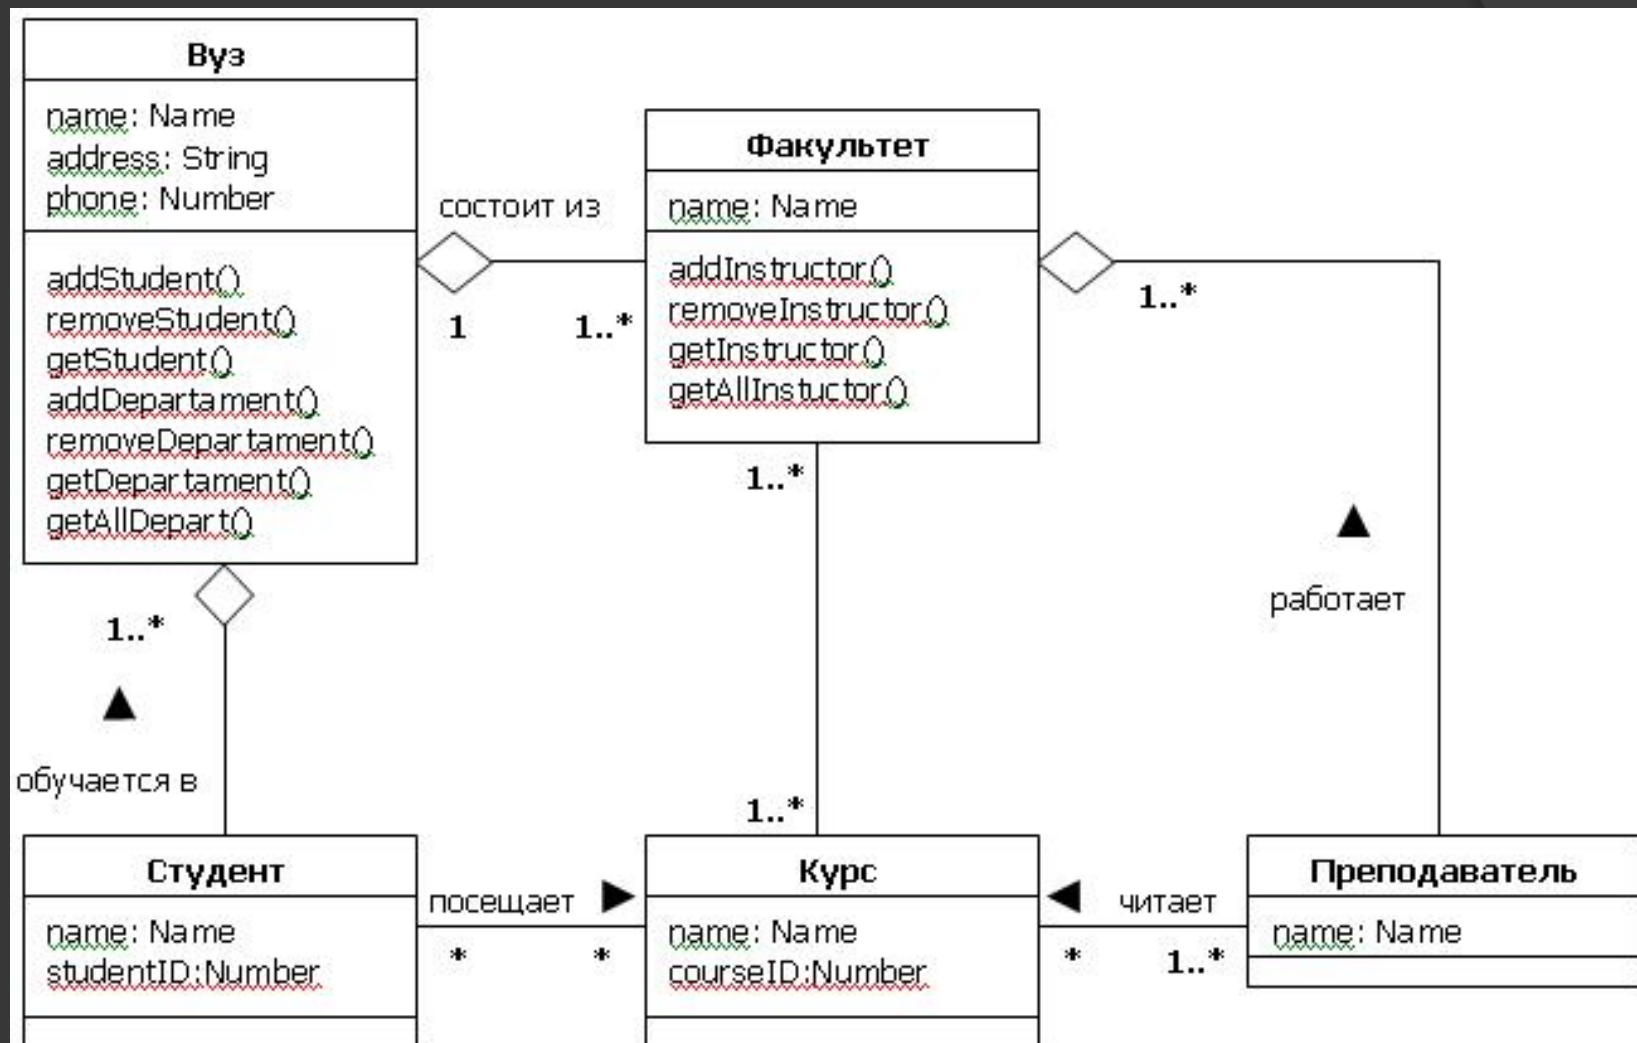 Вуз
name: Name
address: String
phone: Number
addStudent()
removeStudent()
getStudent()
addDepartament()
removeDepartament()
getDepartament()
getAllDepart()
состоит из
1
1..*
Факультет
name: Name
addInstructor()
removeInstructor()
getInstructor()
getAllInstuctor()
1..*
1..*
работает
1..*
обучается в
1..*
Студент
name: Name
studentID:Number
посещает
*
*
Курс
name: Name
courseID:Number
читает
*
1..*
Преподаватель
name: Name